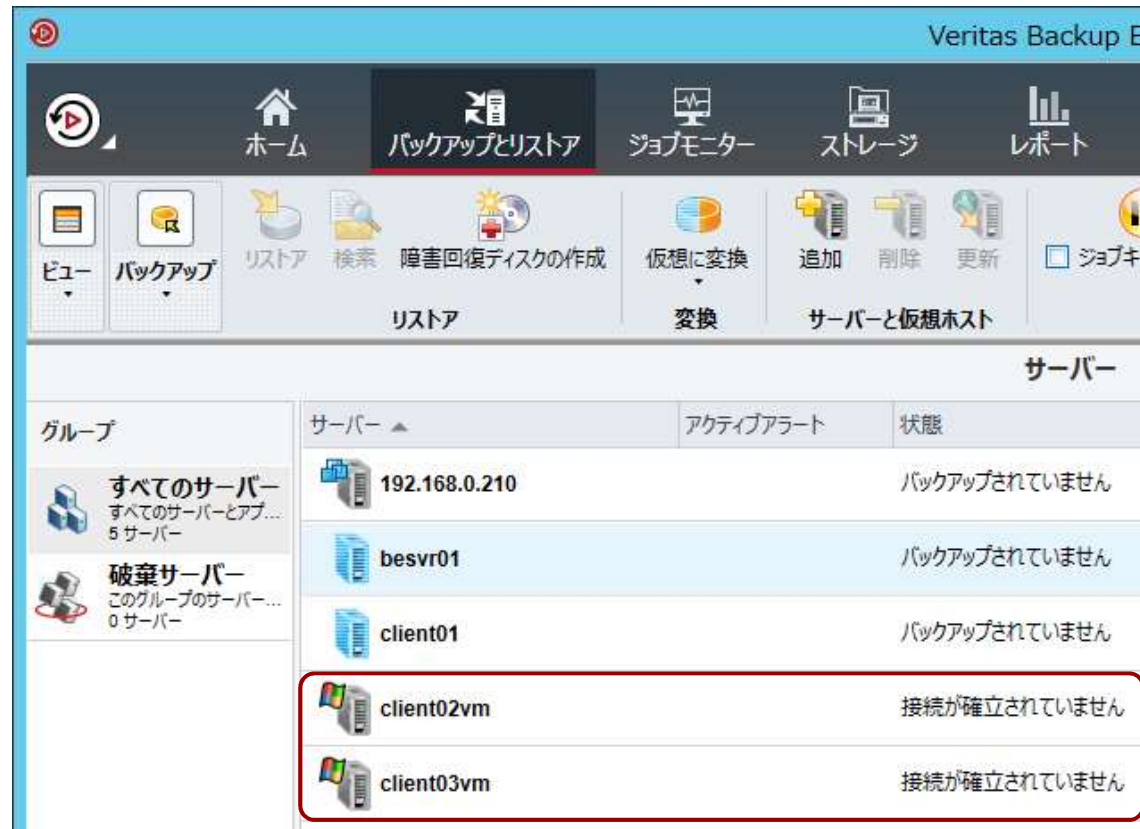 Veritas Backup E
ホーム
バックアップとリストア
ジョブモニター
ストレージ
レポート
ビュー
バックアップ
リストア
検索
障害回復ディスクの作成
仮想に変換
追加
削除
更新
ジョブキ
リストア
変換
サーバーと仮想ホスト
サーバー
グループ
すべてのサーバー
すべてのサーバーとアプ...
5 サーバー
破棄サーバー
このグループのサーバー...
0 サーバー
サーバー アクティブアラート 状態
192.168.0.210 バックアップされていません
besvr01 バックアップされていません
client01 バックアップされていません
client02vm 接続が確立されていません
client03vm 接続が確立されていません